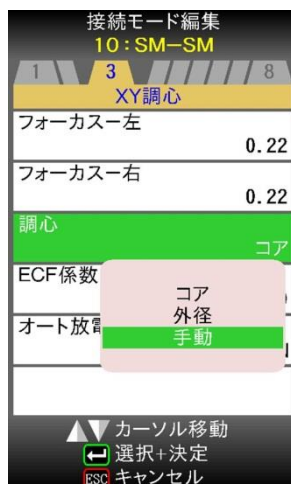 接続モード編集
10:SM-SM
1 3 8
XY調心
フォーカス-左
0.22
フォーカス-右
0.22
調心
コア
ECF係数
オート放電
コア
外径
手動
カーソル移動
選択+決定
ESC キャンセル